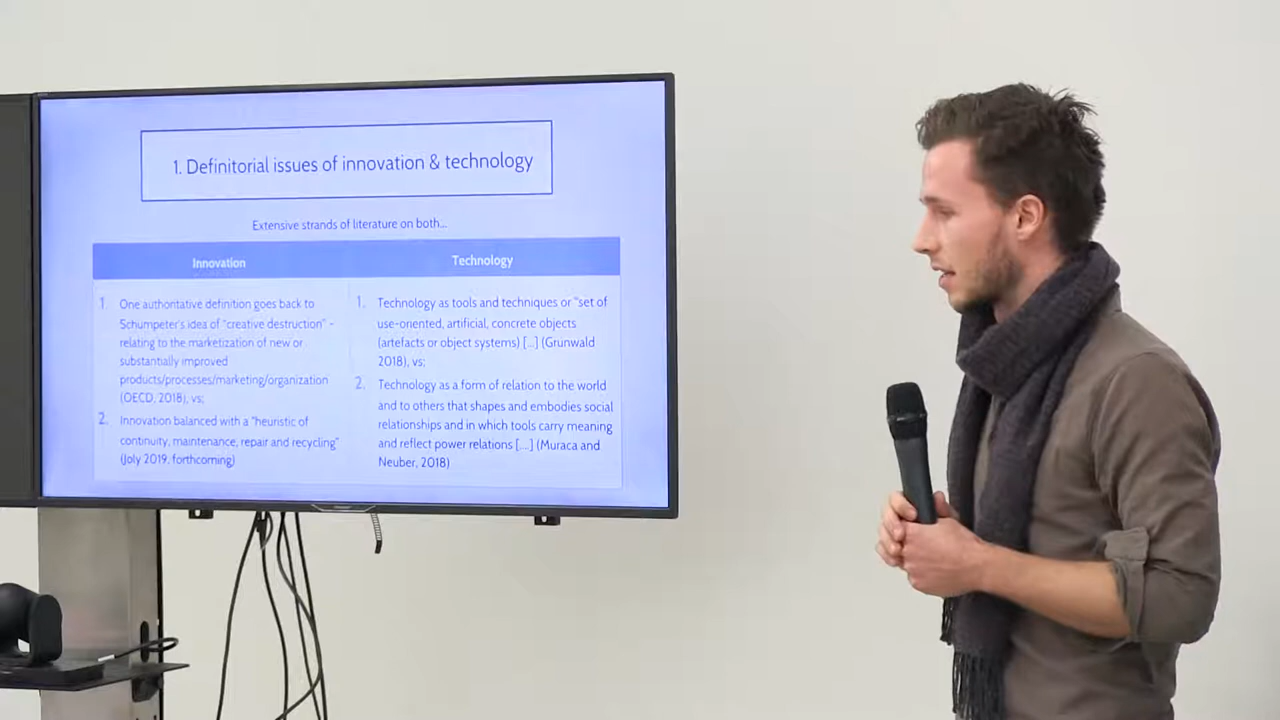 1. Definitorial issues of innovation & technology
Extensive strands of literature on both...
Innovation
Technology
1. One authoritative definition goes back to
Schumpeter's idea of "creative destruction" -
relating to the marketization of new or
substantially improved
products/processes/marketing/organization
(OECD, 2018), vs;
2. Innovation balanced with a "heuristic of
continuity, maintenance, repair and recycling"
(Joly 2019, forthcoming)
1. Technology as tools and techniques or "set of
use-oriented, artificial, concrete objects
(artefacts or object systems) [...] (Grunwald
2018), vs;
2. Technology as a form of relation to the world
and to others that shapes and embodies social
relationships and in which tools carry meaning
and reflect power relations [....] (Muraca and
Neuber, 2018)